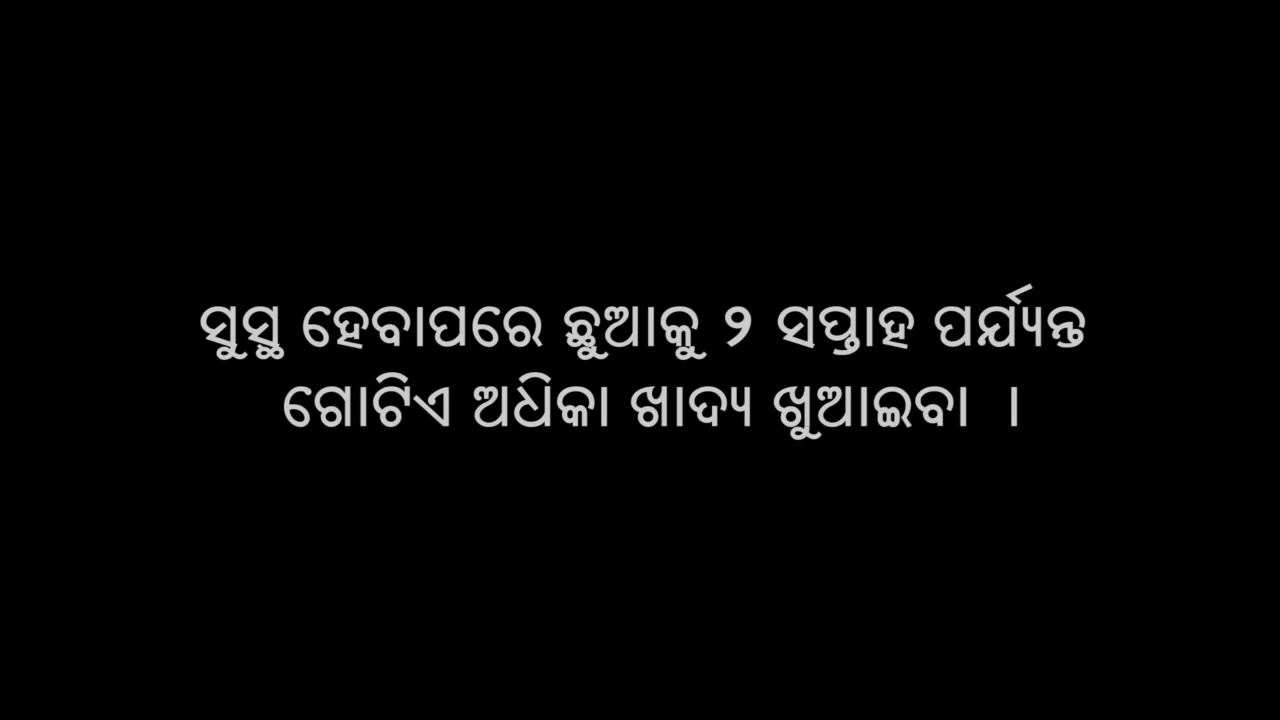 ସୁସ୍ଥ ହେବାପରେ ଛୁଆକୁ ୨ ସପ୍ତାହ ପର୍ଯ୍ୟନ୍ତ
ଗୋଟିଏ ଅଧିକା ଖାଦ୍ୟ ଖୁଆଇବା ।